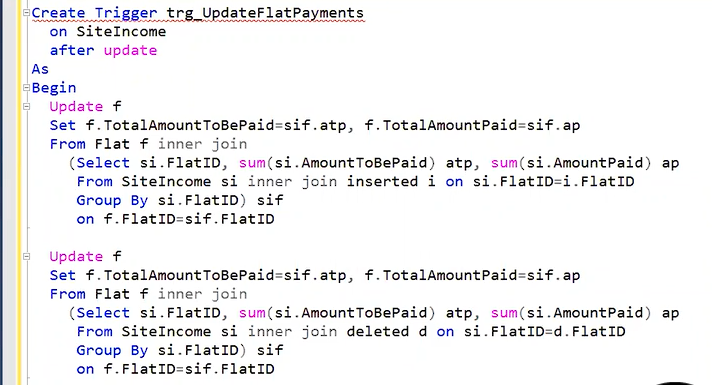 Create Trigger trg_UpdateFlatPayments
on SiteIncome
after update
As
Begin
Update f
Set f.TotalAmountToBePaid=sif.atp, f.TotalAmountPaid=sif.ap
From Flat f inner join
(Select si.FlatID, sum(si.AmountToBePaid) atp, sum(si.AmountPaid) ap
From SiteIncome si inner join inserted i on si.FlatID=i.FlatID
Group By si.FlatID) sif
on f.FlatID=sif.FlatID
Update f
Set f.TotalAmountToBePaid=sif.atp, f.TotalAmountPaid=sif.ap
From Flat f inner join
(Select si.FlatID, sum(si.AmountToBePaid) atp, sum(si.AmountPaid) ap
From SiteIncome si inner join deleted d on si.FlatID=d.FlatID
Group By si.FlatID) sif
on f.FlatID=sif.FlatID